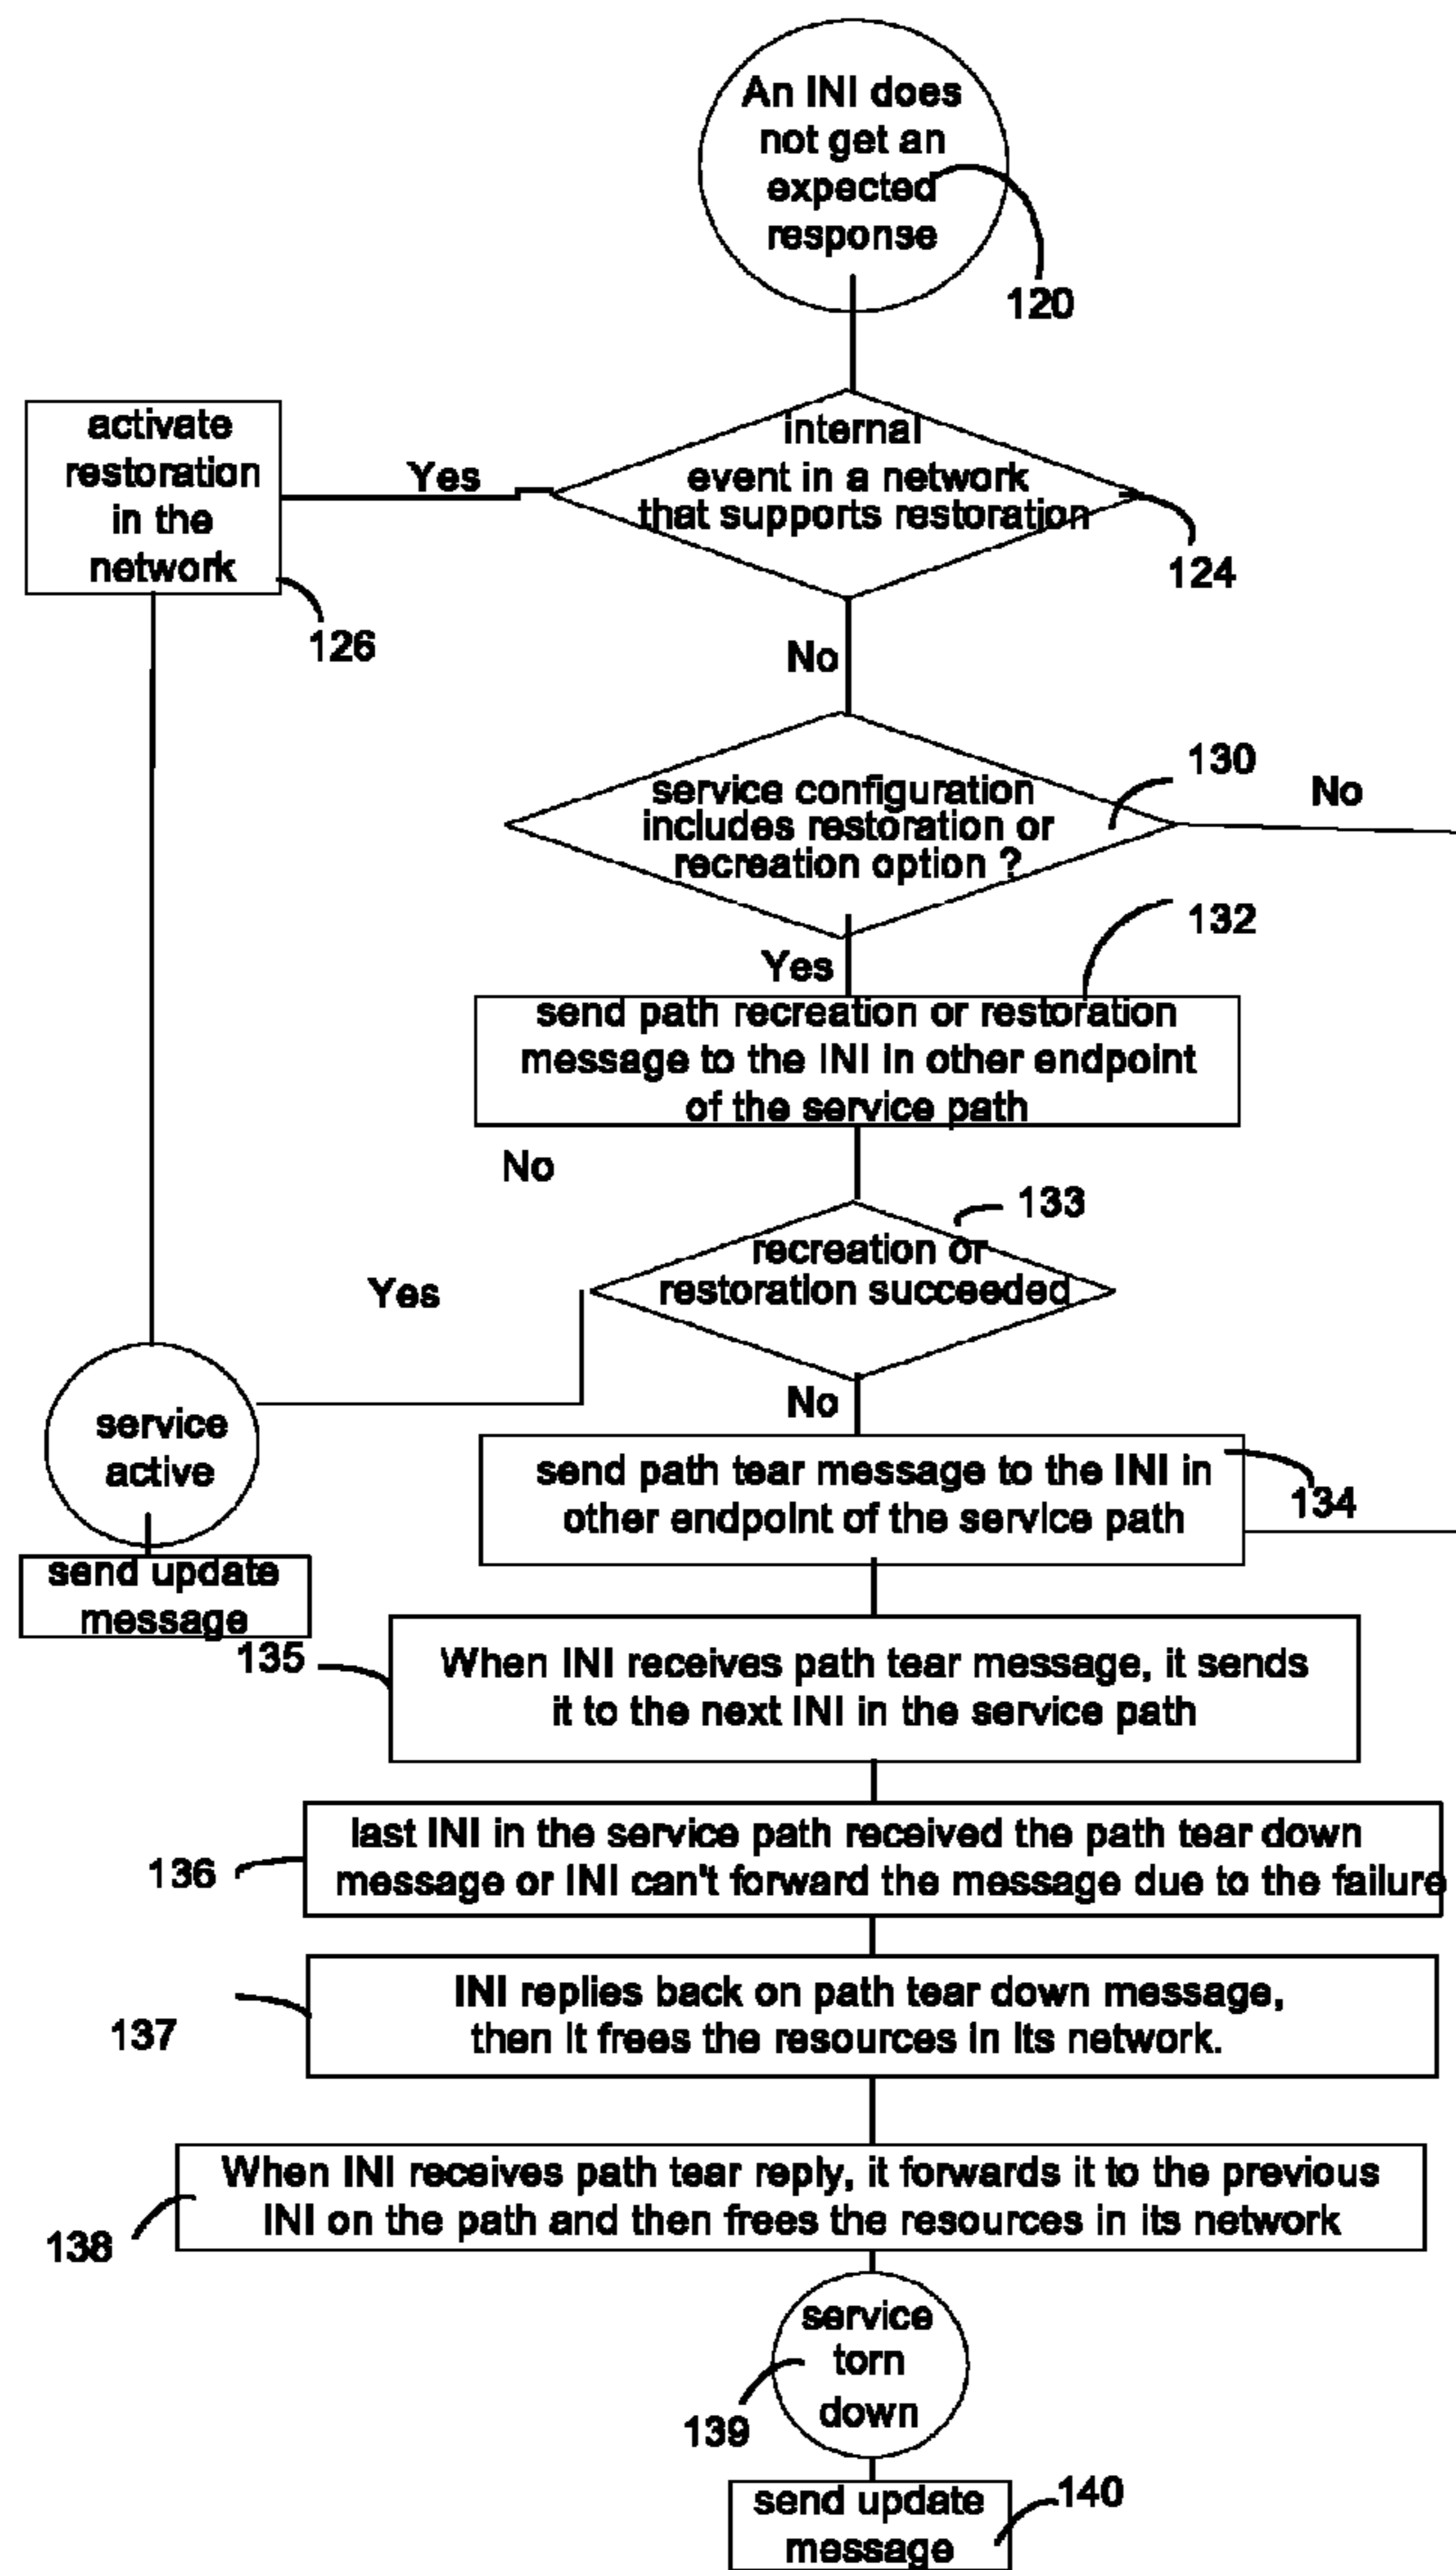 An INI does
not get an
expected
response
120
internal
event in a network
that supports restoration
124
Yes
activate
restoration
in the
network
126
No
service configuration
includes restoration or
recreation option ?
130
No
132
Yes
send path recreation or restoration
message to the INI in other endpoint
of the service path
No
133
recreation or
restoration succeeded
Yes
No
service
active
send path tear message to the INI in
other endpoint of the service path
134
send update
message
135
When INI receives path tear message, it sends
it to the next INI in the service path
last INI in the service path received the path tear down
message or INI can't forward the message due to the failure
136
INI replies back on path tear down message,
then it frees the resources in its network.
137
When INI receives path tear reply, it forwards it to the previous
INI on the path and then frees the resources in its network
138
service
torn
down
139
send update
message
140